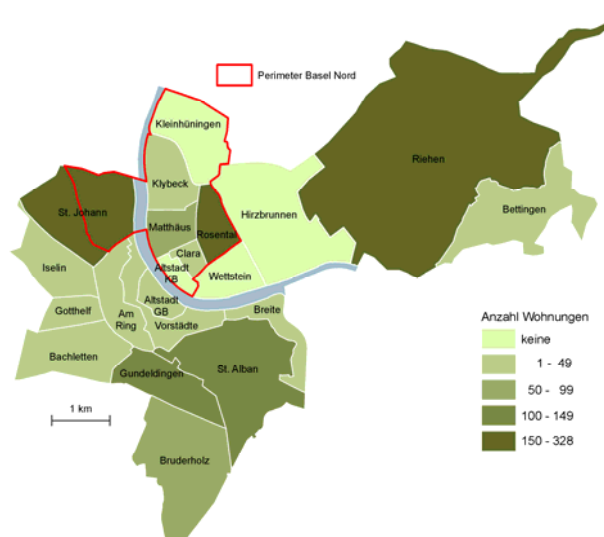 Perimeter Basel Nord
Kleinhüningen
Riehen
Klybeck
Bettingen
St. Johann
Hirzbrunnen
Matthäus
Rosental
Clara
Iselin
Altstadt
KB
Wettstein
Altstadt
GB
Breite
Gotthelf
Am
Ring
Vorstädte
Anzahl Wohnungen
keine
1 - 49
50 - 99
100 - 149
150 - 328
Bachletten
Gundeldingen
St. Alban
1 km
Bruderholz